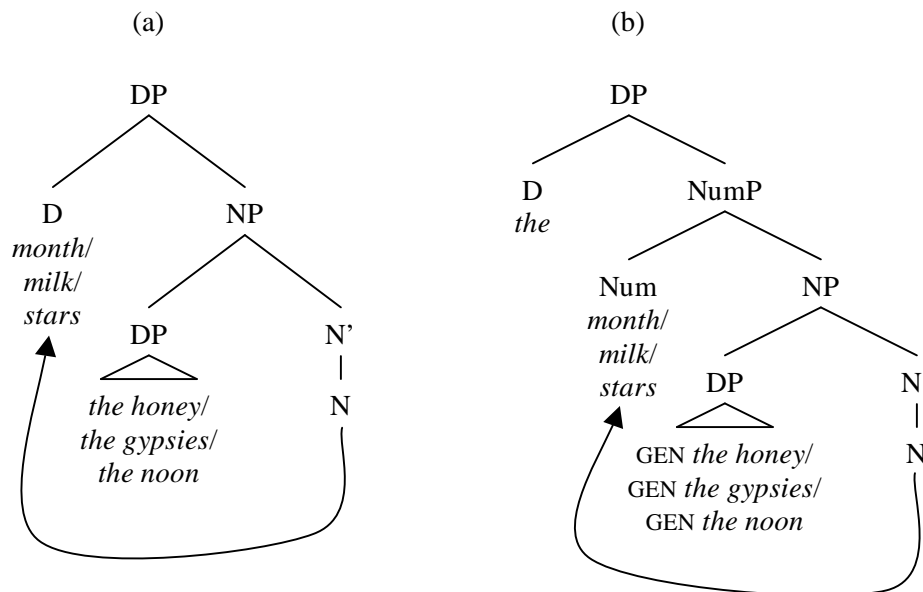 (a)
(b)
DP
DP
D
NP
D
NumP
month/
milk/
stars
the
DP
N’
Num
NP
month/
milk/
stars
the honey/
the gypsies/
the noon
N
DP
N
GEN the honey/
GEN the gypsies/
GEN the noon
N